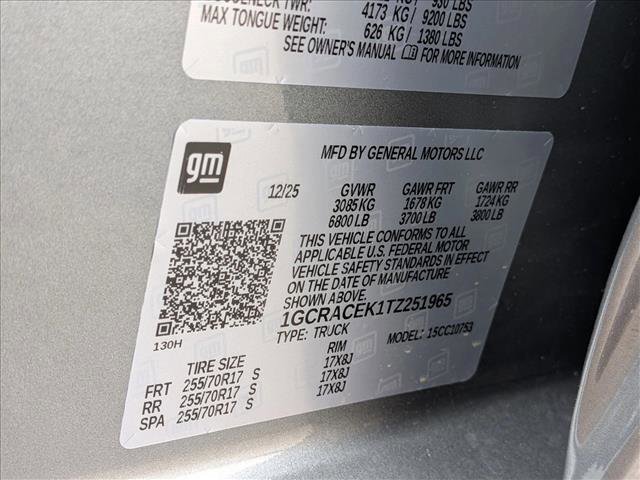 4173 KG / 9200 LBS
MAX TONGUE WEIGHT: 626 KG / 1380 LBS
SEE OWNER'S MANUAL FOR MORE INFORMATION
gm
MFD BY GENERAL MOTORS LLC
12/25 GVWR GAWR FRT GAWR RR
3085 KG 1678 KG 1724 KG
6800 LB 3700 LB 3800 LB
THIS VEHICLE CONFORMS TO ALL
APPLICABLE U.S. FEDERAL MOTOR
VEHICLE SAFETY STANDARDS IN EFFECT
ON THE DATE OF MANUFACTURE
SHOWN ABOVE.
1GCRACEK1TZ251965
TYPE: TRUCK MODEL: 15CC10753
130H
TIRE SIZE RIM
FRT 255/70R17 S 17X8J
RR 255/70R17 S 17X8J
SPA 255/70R17 S 17X8J